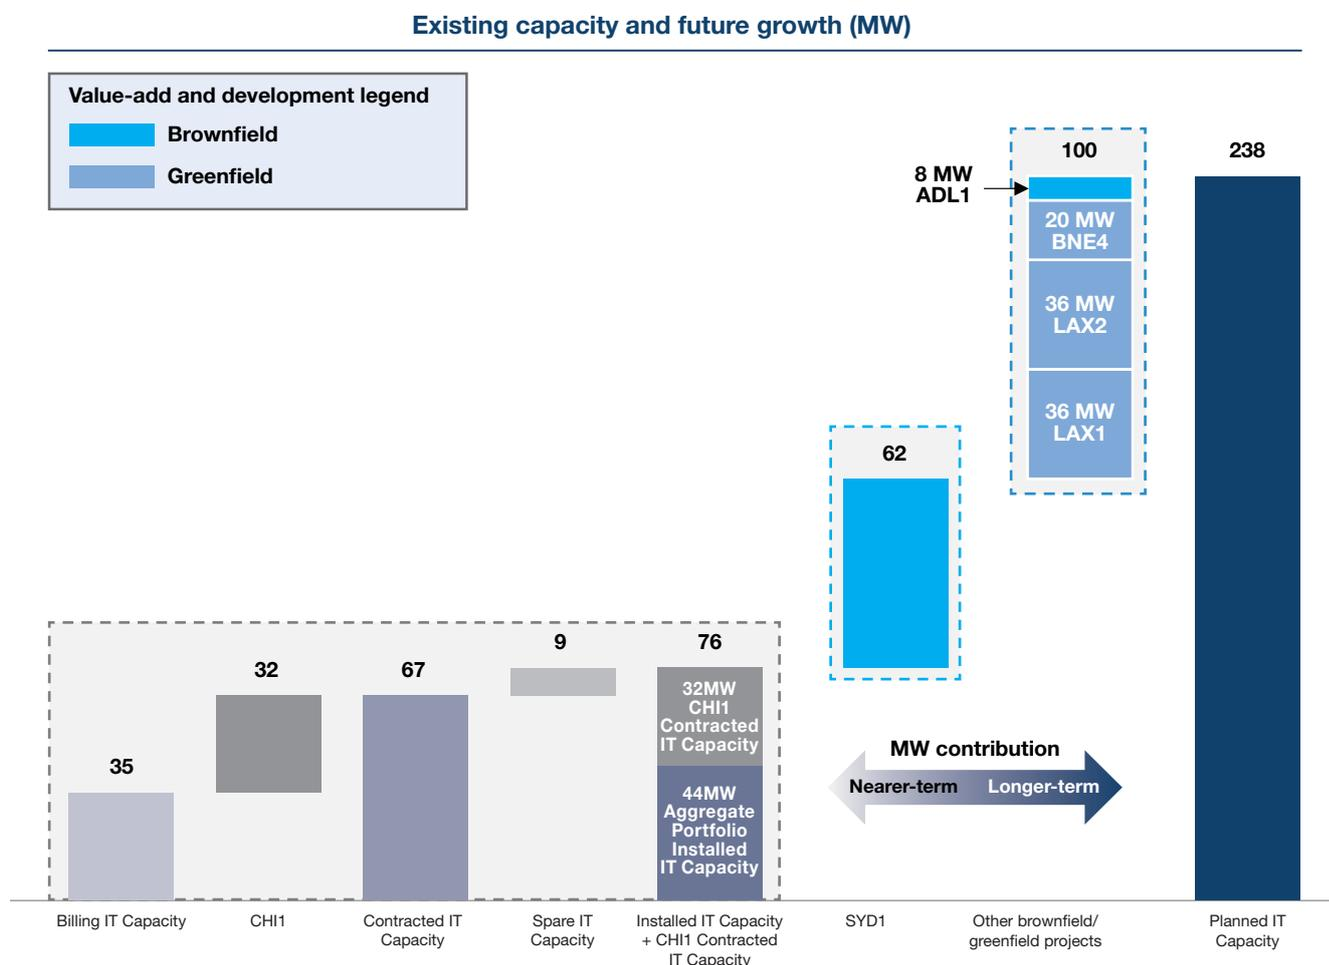 Existing capacity and future growth (MW)
Value-add and development legend
Brownfield
Greenfield
100
238
8 MW
ADL1
20 MW
BNE4
36 MW
LAX2
36 MW
LAX1
62
9
76
32
67
32MW
CHI1
Contracted
IT Capacity
35
44MW
Aggregate
Portfolio
Installed
IT Capacity
MW contribution
Nearer-term
Longer-term
Billing IT Capacity
CHI1
Contracted IT
Capacity
Spare IT
Capacity
Installed IT Capacity
+ CHI1 Contracted
IT Capacity
SYD1
Other brownfield/
greenfield projects
Planned IT
Capacity